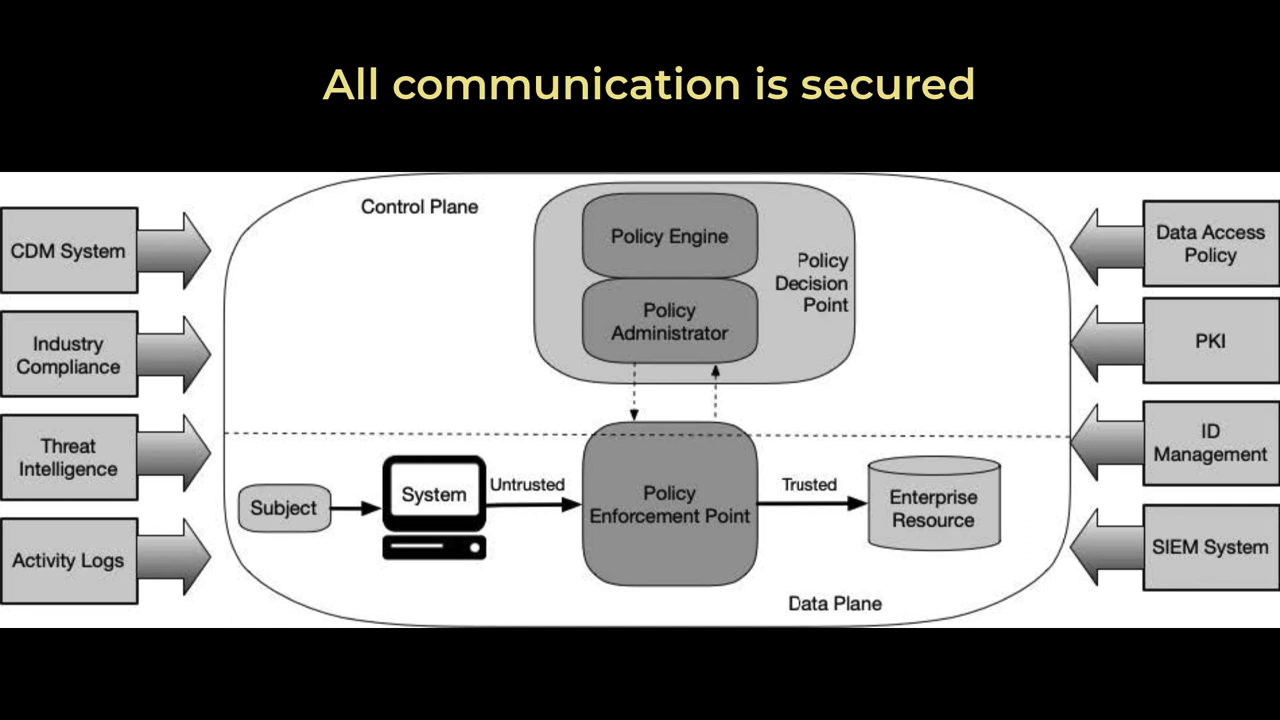 All communication is secured
Control Plane
CDM System
Industry
Compliance
Threat
Intelligence
Activity Logs
Policy Engine
Policy
Administrator
Policy
Decision
Point
Subject
System
Untrusted
Policy
Enforcement Point
Trusted
Enterprise
Resource
Data Plane
Data Access
Policy
PKI
ID
Management
SIEM System